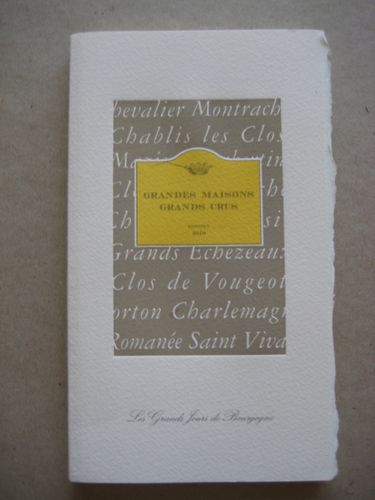 Chevalier Montrach
Chablis les Clos
GRANDES MAISONS
GRANDS CRUS
Grands Echezeaux
Clos de Vougeot
orton Charlemagn
Romanée Saint Viva
Les Grands Jours de Bourgogne